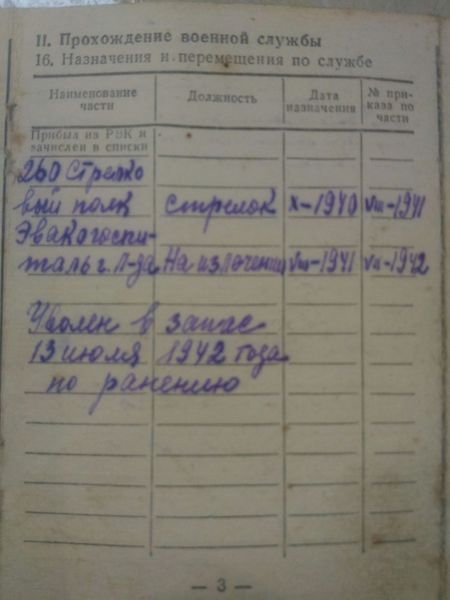 II. Прохождение военной службы
16. Назначения и перемещения по службе
Наименование части Должность Дата назначения № приказа по части
Прибыл из РВК и
зачислен в списки
260 Стрелко
вый полк стрелок X-1940 VIII-1941
Эвакогоспи-
таль г. Л-да На излечении VIII-1941 VII-1942
Уволен в запас
13 июля 1942 года
по ранению
— 3 —